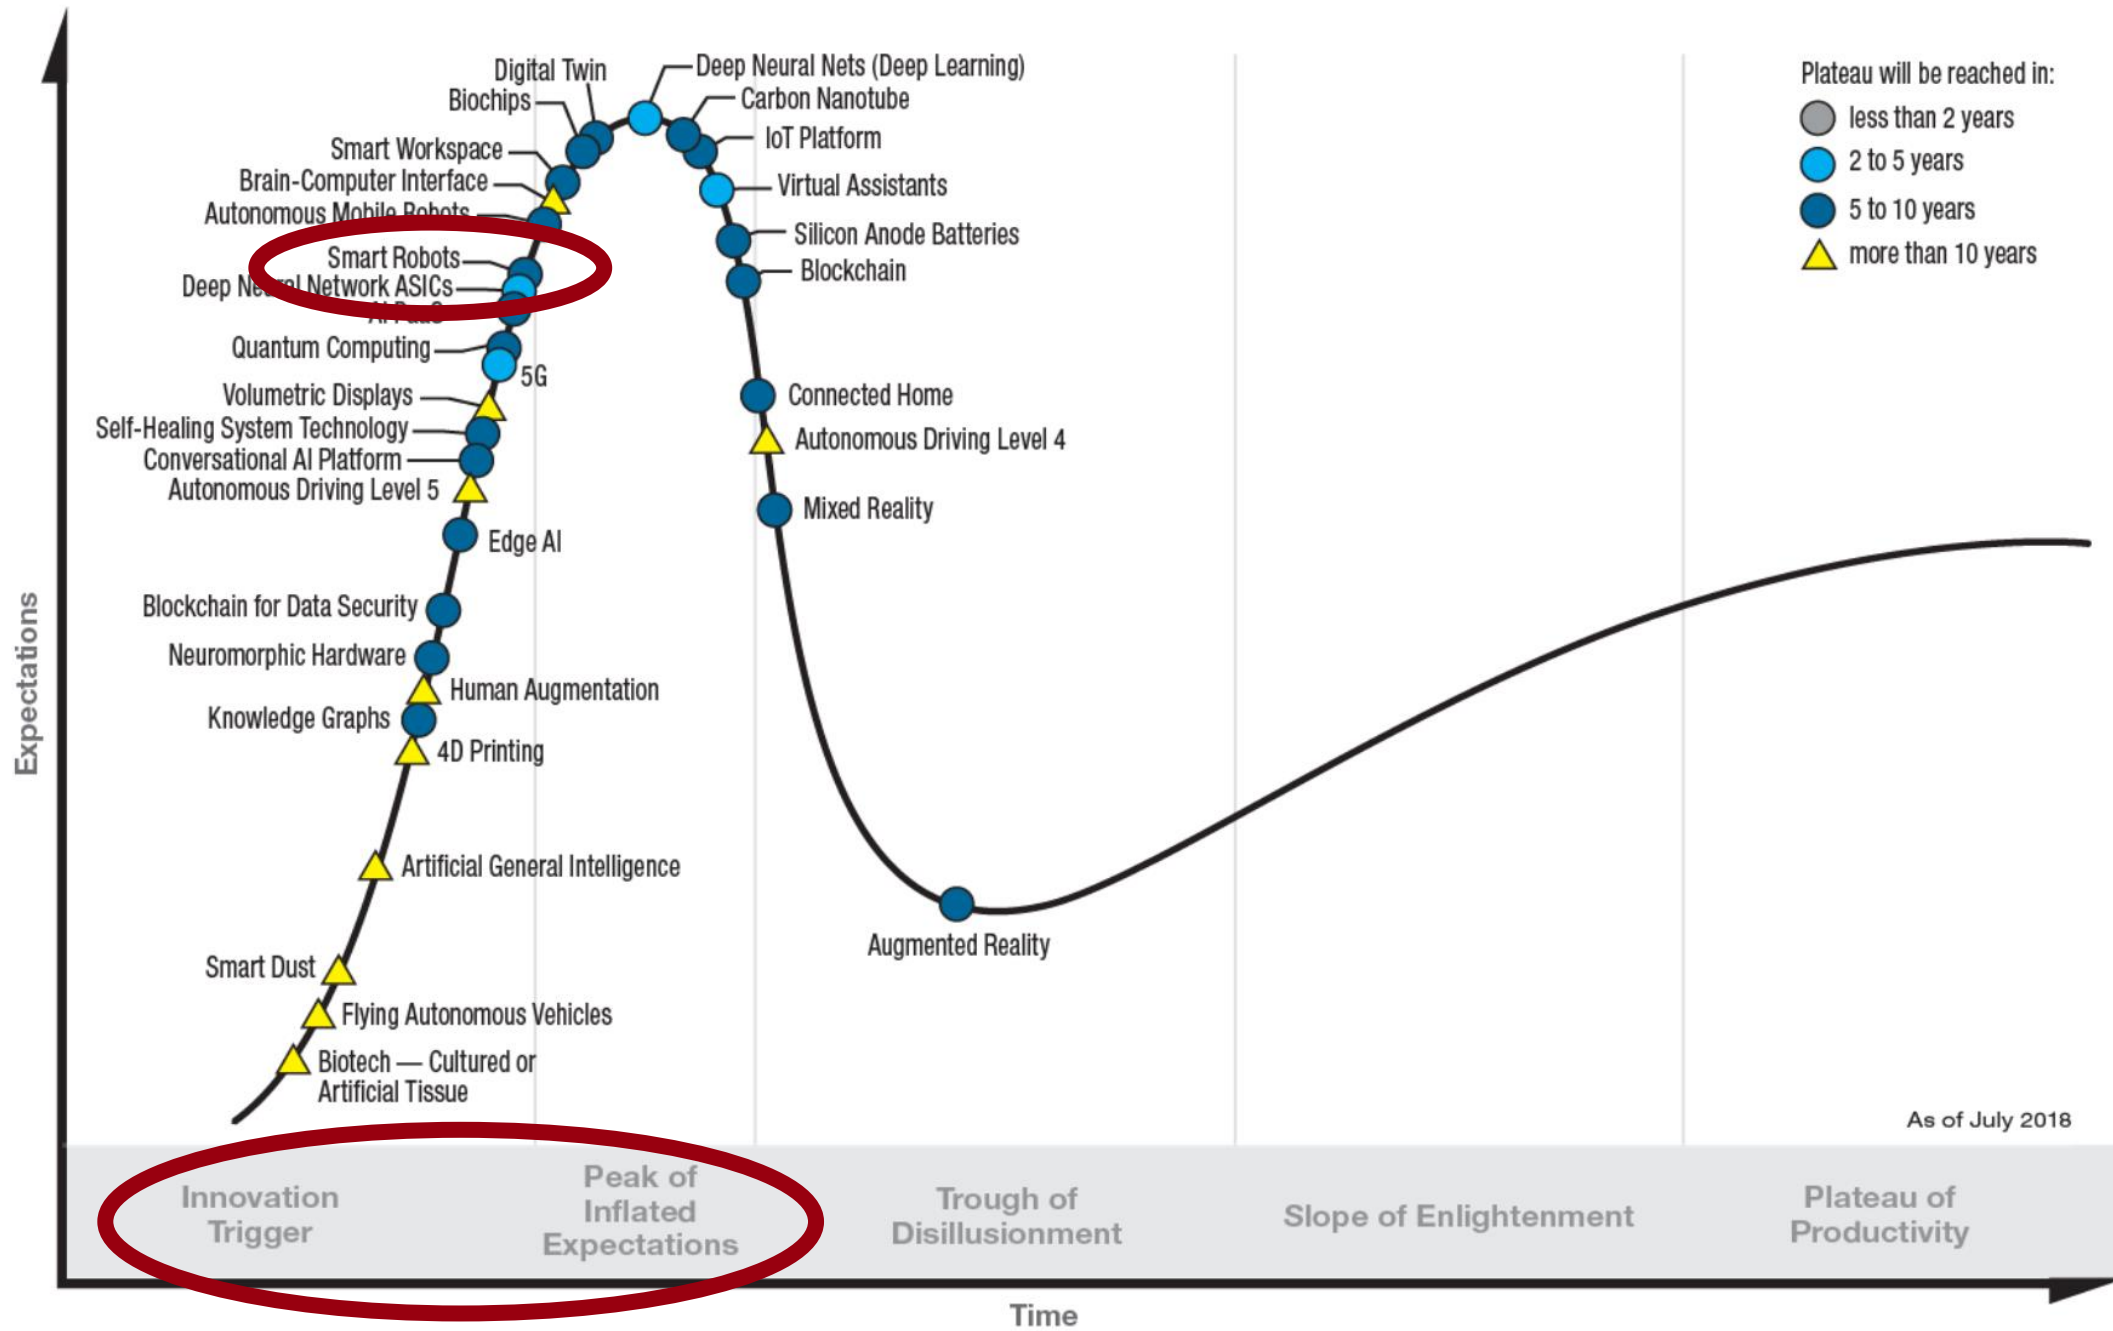 Digital Twin
Biochips
Smart Workspace
Brain-Computer Interface
Autonomous Mobile Robots
Smart Robots
Deep Neural Network ASICs
AI PaaS
Quantum Computing
5G
Volumetric Displays
Self-Healing System Technology
Conversational AI Platform
Autonomous Driving Level 5
Edge AI
Blockchain for Data Security
Neuromorphic Hardware
Human Augmentation
Knowledge Graphs
4D Printing
Artificial General Intelligence
Smart Dust
Flying Autonomous Vehicles
Biotech — Cultured or
Artificial Tissue
Deep Neural Nets (Deep Learning)
Carbon Nanotube
IoT Platform
Virtual Assistants
Silicon Anode Batteries
Blockchain
Connected Home
Autonomous Driving Level 4
Mixed Reality
Augmented Reality
Plateau will be reached in:
less than 2 years
2 to 5 years
5 to 10 years
more than 10 years
As of July 2018
Expectations
Innovation
Trigger
Peak of
Inflated
Expectations
Trough of
Disillusionment
Slope of Enlightenment
Plateau of
Productivity
Time